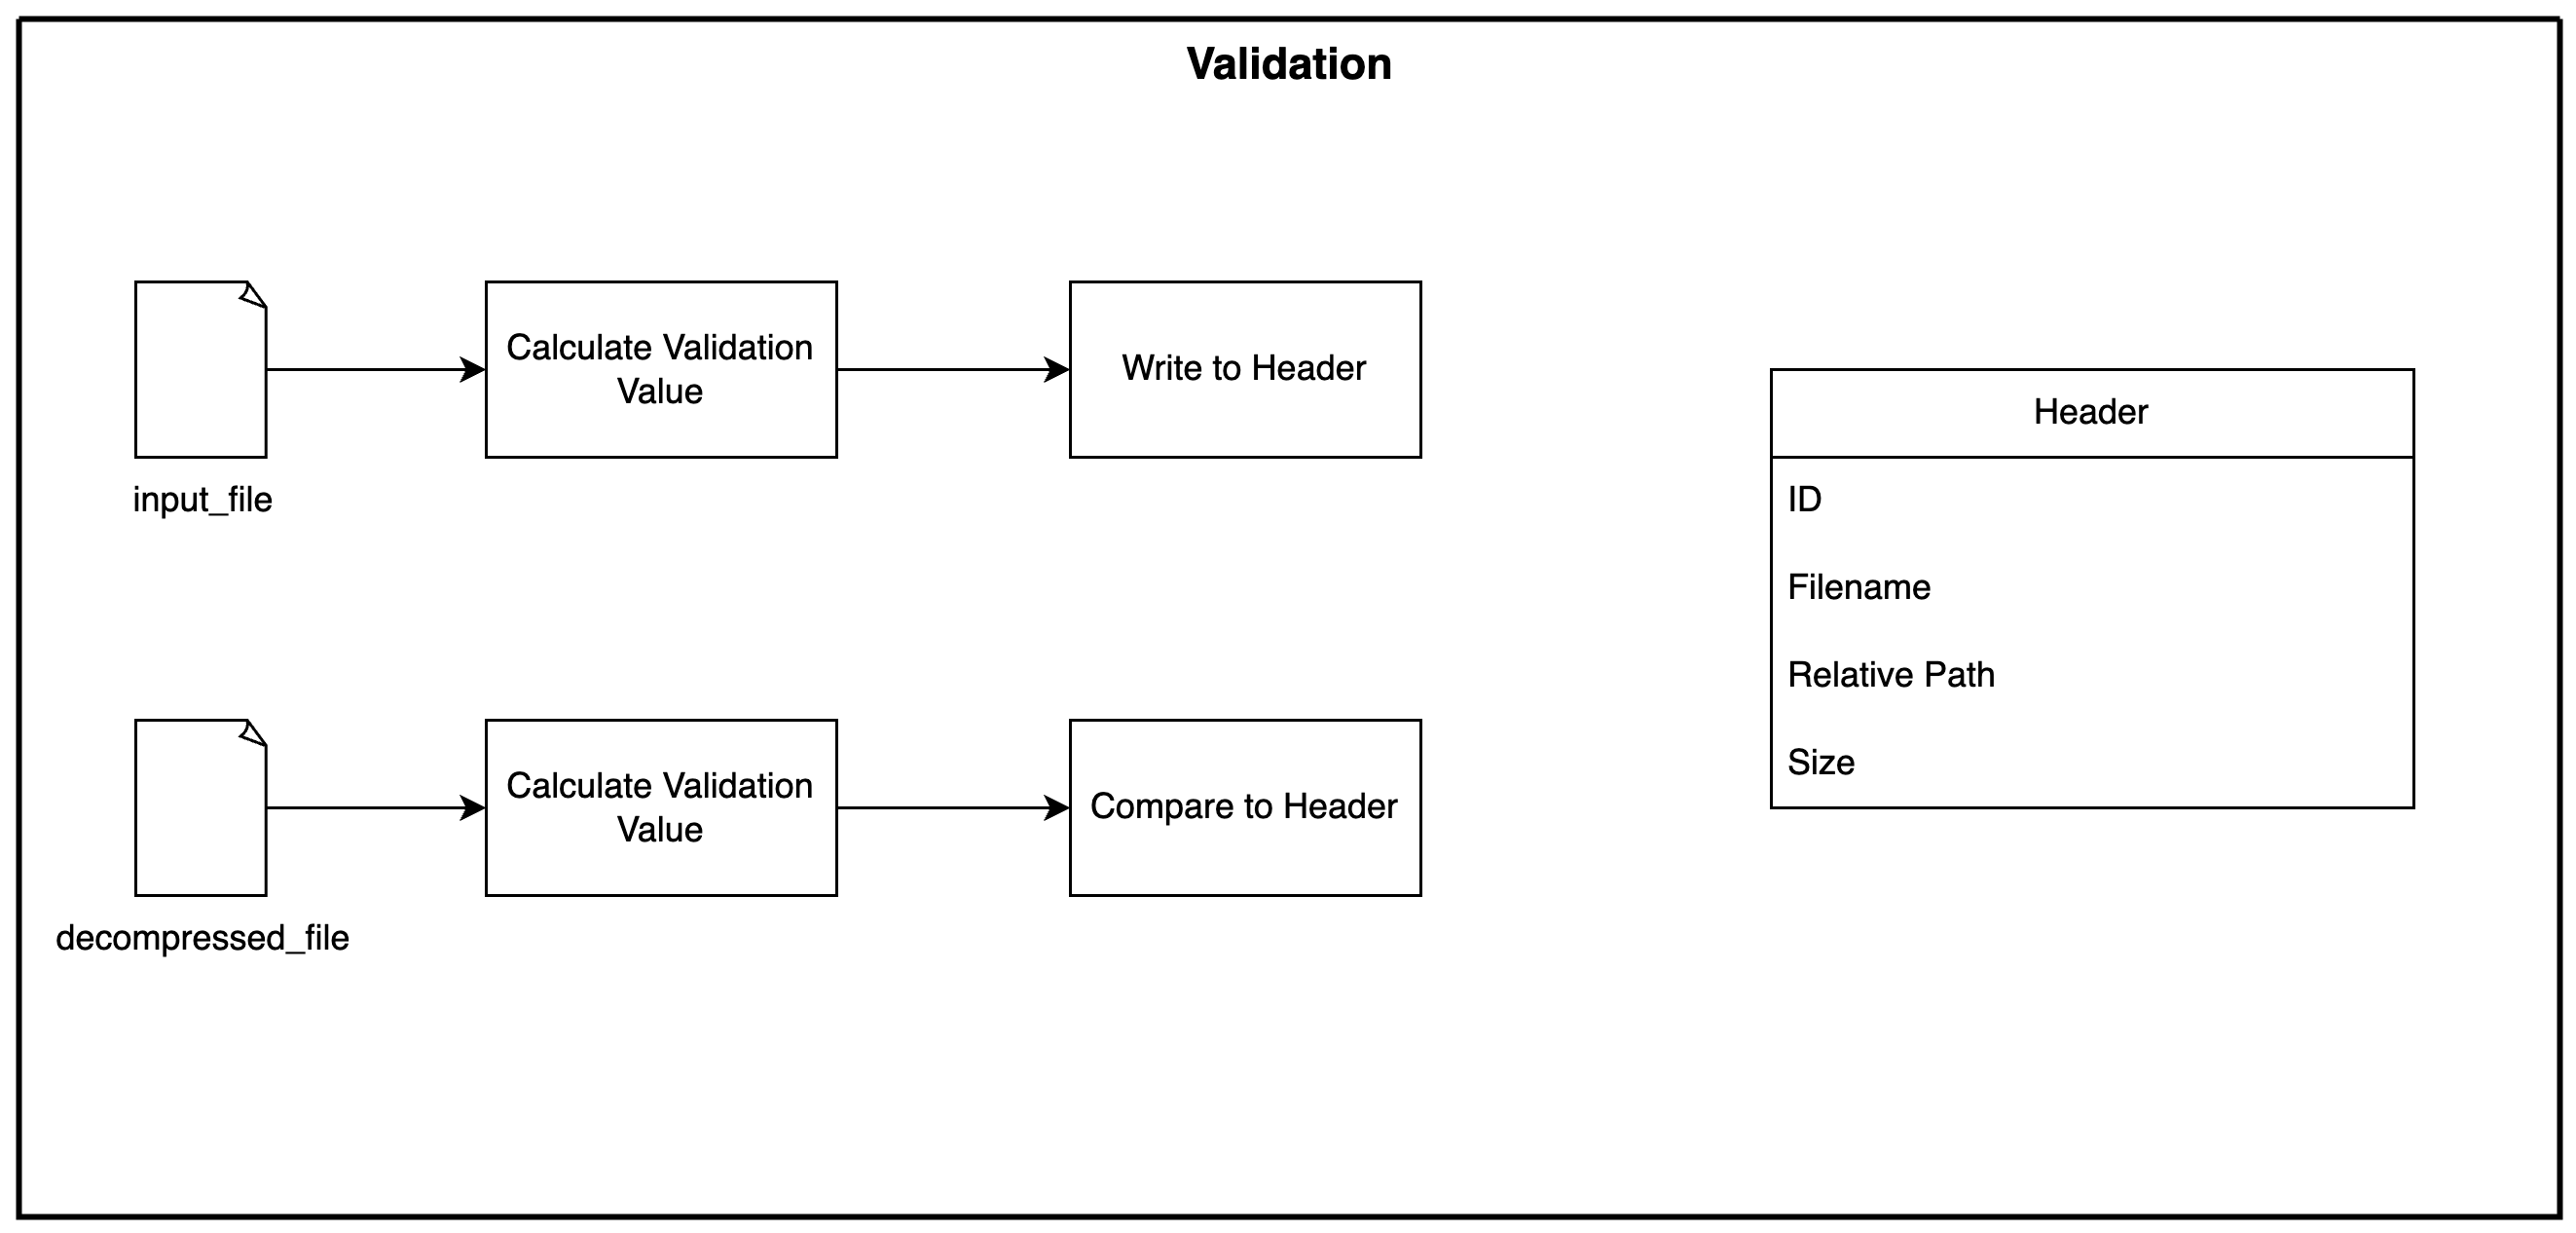 Validation
Calculate Validation
Value
Write to Header
input_file
Calculate Validation
Value
Compare to Header
decompressed_file
Header
ID
Filename
Relative Path
Size